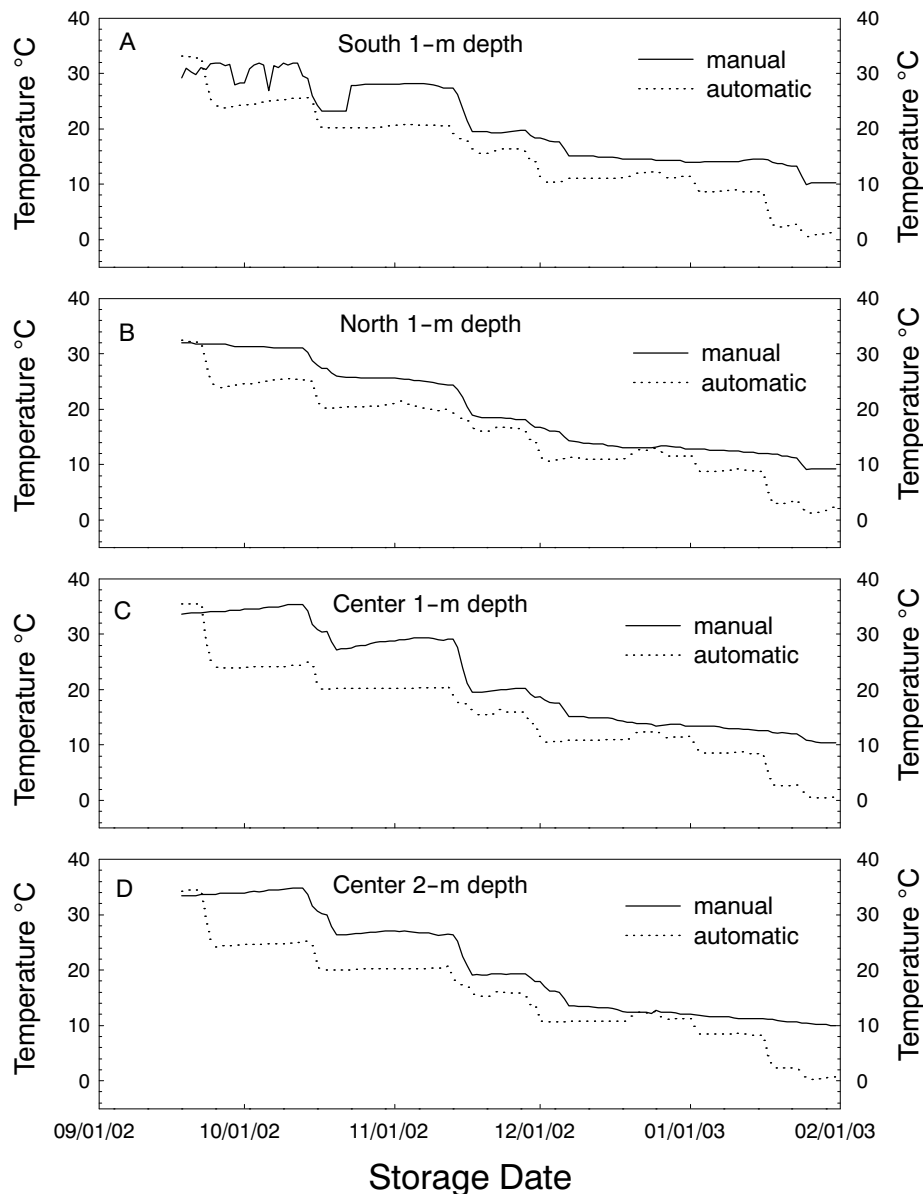 A
South 1-m depth
manual
automatic
Temperature °C
40
30
20
10
0
40
30
20
10
0
Temperature °C
B
North 1-m depth
manual
automatic
Temperature °C
40
30
20
10
0
40
30
20
10
0
Temperature °C
C
Center 1-m depth
manual
automatic
Temperature °C
40
30
20
10
0
40
30
20
10
0
Temperature °C
D
Center 2-m depth
manual
automatic
Temperature °C
40
30
20
10
0
40
30
20
10
0
Temperature °C
09/01/02 10/01/02 11/01/02 12/01/02 01/01/03 02/01/03
Storage Date